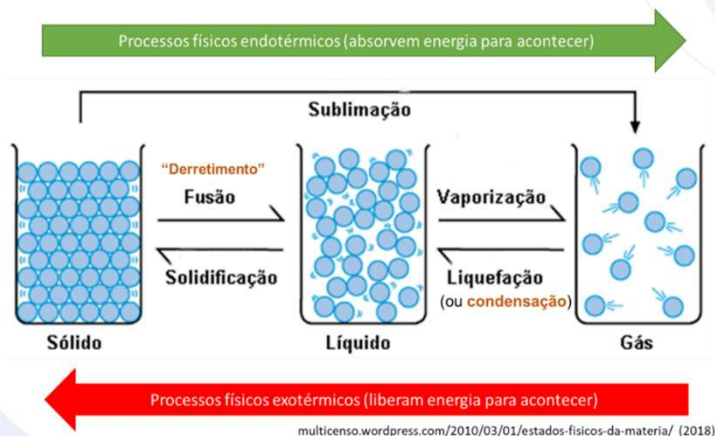 Processos físicos endotérmicos (absorvem energia para acontecer)
Sublimação
“Derretimento”
Fusão
Vaporização
Solidificação
Liquefação
(ou condensação)
Sólido
Líquido
Gás
Processos físicos exotérmicos (liberam energia para acontecer)
multicenso.wordpress.com/2010/03/01/estados-fisicos-da-materia/ (2018)